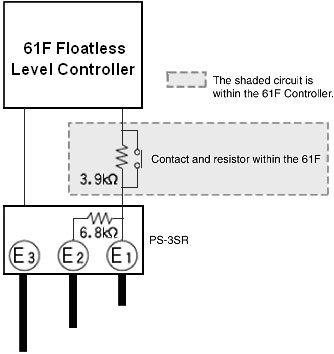 61F Floatless
Level Controller
The shaded circuit is
within the 61F Controller.
Contact and resistor within the 61F
3.9kΩ
6.8kΩ
PS-3SR
E3 E2 E1